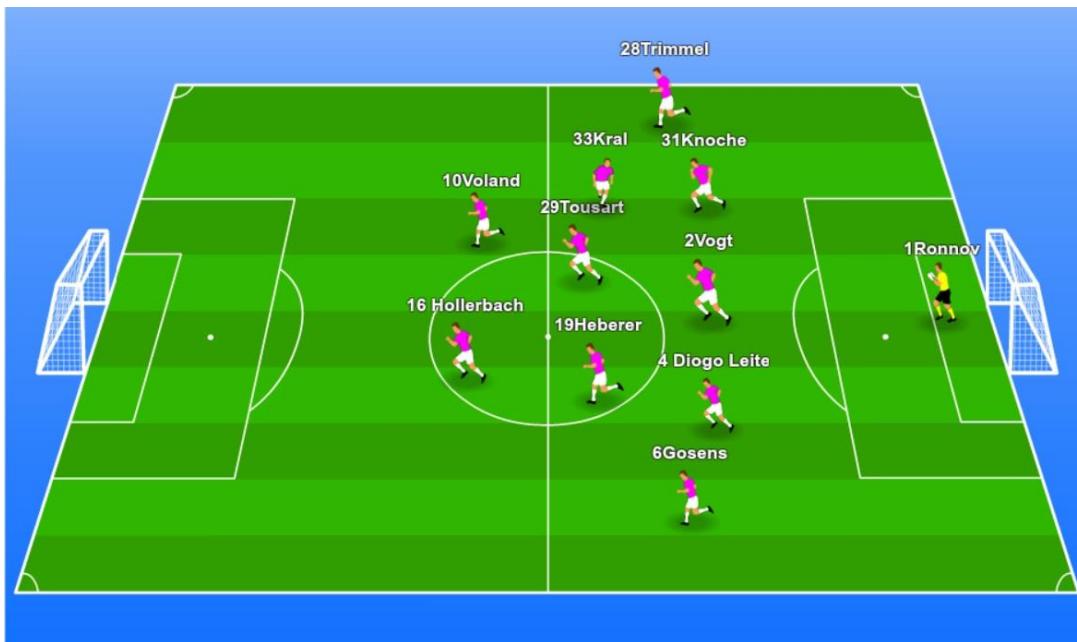 28Trimmel
33Kral
31Knoche
10Voland
29Tousart
2Vogt
1Ronnov
16 Hollerbach
19Heberer
4 Diogo Leite
6Gosens